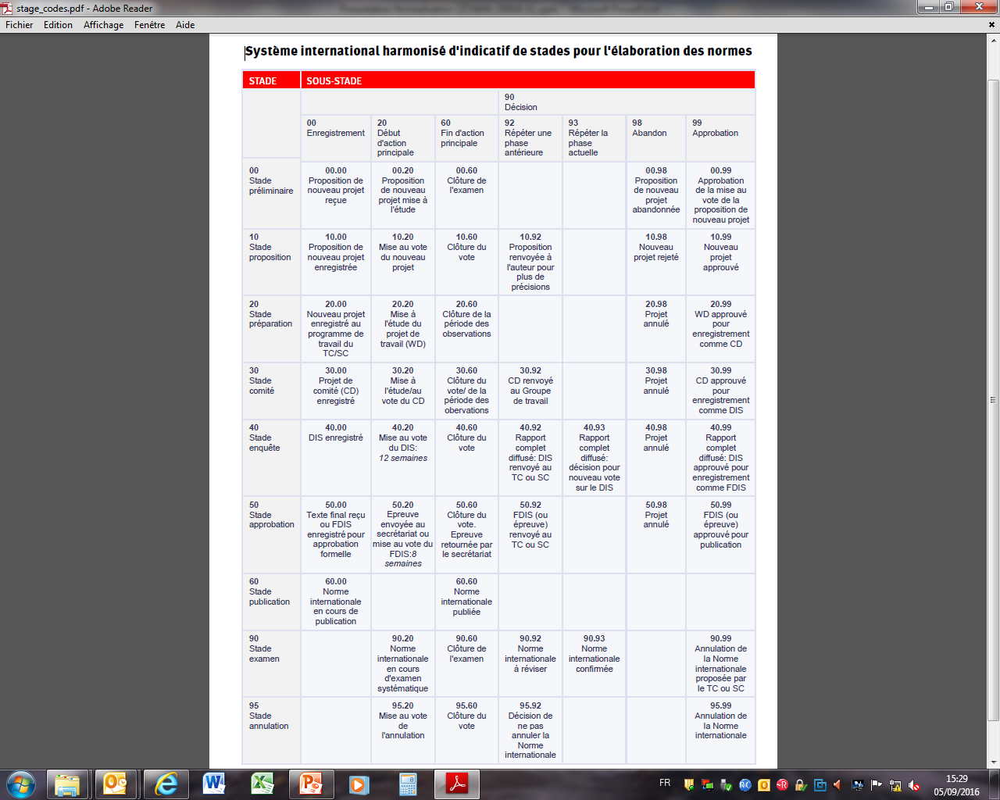 stage_codes.pdf - Adobe Reader
Fichier Edition Affichage Fenêtre Aide
Système international harmonisé d'indicatif de stades pour l'élaboration des normes
STADE SOUS-STADE
90
Décision
00
Enregistrement
20
Début
d'action
principale
60
Fin d'action
principale
92
Répéter une
phase
antérieure
93
Répéter la
phase
actuelle
98
Abandon
99
Approbation
00
Stade
préliminaire
00.00
Proposition de
nouveau projet
reçue
00.20
Proposition
de nouveau
projet mise à
l'étude
00.60
Clôture de
l'examen
00.98
Proposition
de nouveau
projet
abandonnée
00.99
Approbation
de la mise au
vote de la
proposition de
nouveau projet
10
Stade
proposition
10.00
Proposition de
nouveau projet
enregistrée
10.20
Mise au vote
du nouveau
projet
10.60
Clôture du
vote
10.92
Proposition
renvoyée à
l'auteur pour
plus de
précisions
10.98
Nouveau
projet rejeté
10.99
Nouveau
projet
approuvé
20
Stade
préparation
20.00
Nouveau projet
enregistré au
programme de
travail du
TC/SC
20.20
Mise à
l'étude du
projet de
travail (WD)
20.60
Clôture de la
période des
observations
20.98
Projet
annulé
20.99
WD approuvé
pour
enregistrement
comme CD
30
Stade
comité
30.00
Projet de
comité (CD)
enregistré
30.20
Mise à
l'étude/au
vote du CD
30.60
Clôture du
vote/ de la
période des
obervations
30.92
CD renvoyé
au Groupe
de travail
30.98
Projet
annulé
30.99
CD approuvé
pour
enregistrement
comme DIS
40
Stade
enquête
40.00
DIS enregistré
40.20
Mise au vote
du DIS:
12 semaines
40.60
Clôture du
vote
40.92
Rapport
complet
diffusé: DIS
renvoyé au
TC ou SC
40.93
Rapport
complet
diffusé:
décision pour
nouveau vote
sur le DIS
40.98
Projet
annulé
40.99
Rapport
complet
diffusé: DIS
approuvé pour
enregistrement
comme FDIS
50
Stade
approbation
50.00
Texte final reçu
ou FDIS
enregistré pour
approbation
formelle
50.20
Epreuve
envoyée au
secrétariat ou
mise au vote du
FDIS:8
semaines
50.60
Clôture du
vote.
Epreuve
retournée par
le secrétariat
50.92
FDIS (ou
épreuve)
renvoyé au
TC ou SC
50.98
Projet
annulé
50.99
FDIS (ou
épreuve)
approuvé pour
publication
60
Stade
publication
60.00
Norme
internationale
en cours de
publication
60.60
Norme
internationale
publiée
90
Stade
examen
90.20
Norme
internationale
en cours
d'examen
systématique
90.60
Clôture de
l'examen
90.92
Norme
internationale
à réviser
90.93
Norme
internationale
confirmée
90.99
Annulation de
la Norme
internationale
proposée par
le TC ou SC
95
Stade
annulation
95.20
Mise au vote
de
l'annulation
95.60
Clôture du
vote
95.92
Décision de
ne pas
annuler la
Norme
internationale
95.99
Annulation de
la Norme
internationale
FR
15:29
05/09/2016